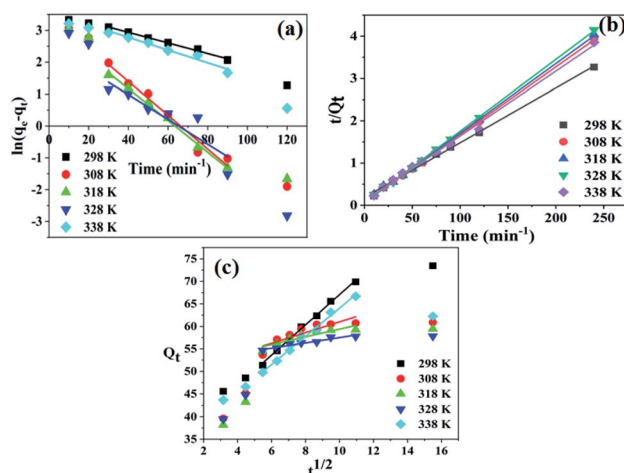 (a)
ln(qe-qt)
3
2
1
0
-1
-2
-3
20 40 60 80 100 120
Time (min-1)
298 K
308 K
318 K
328 K
338 K
(b)
t/Qt
4
3
2
1
0
0 50 100 150 200 250
Time (min-1)
298 K
308 K
318 K
328 K
338 K
(c)
Qt
75
70
65
60
55
50
45
40
35
2 4 6 8 10 12 14 16
t1/2
298 K
308 K
318 K
328 K
338 K